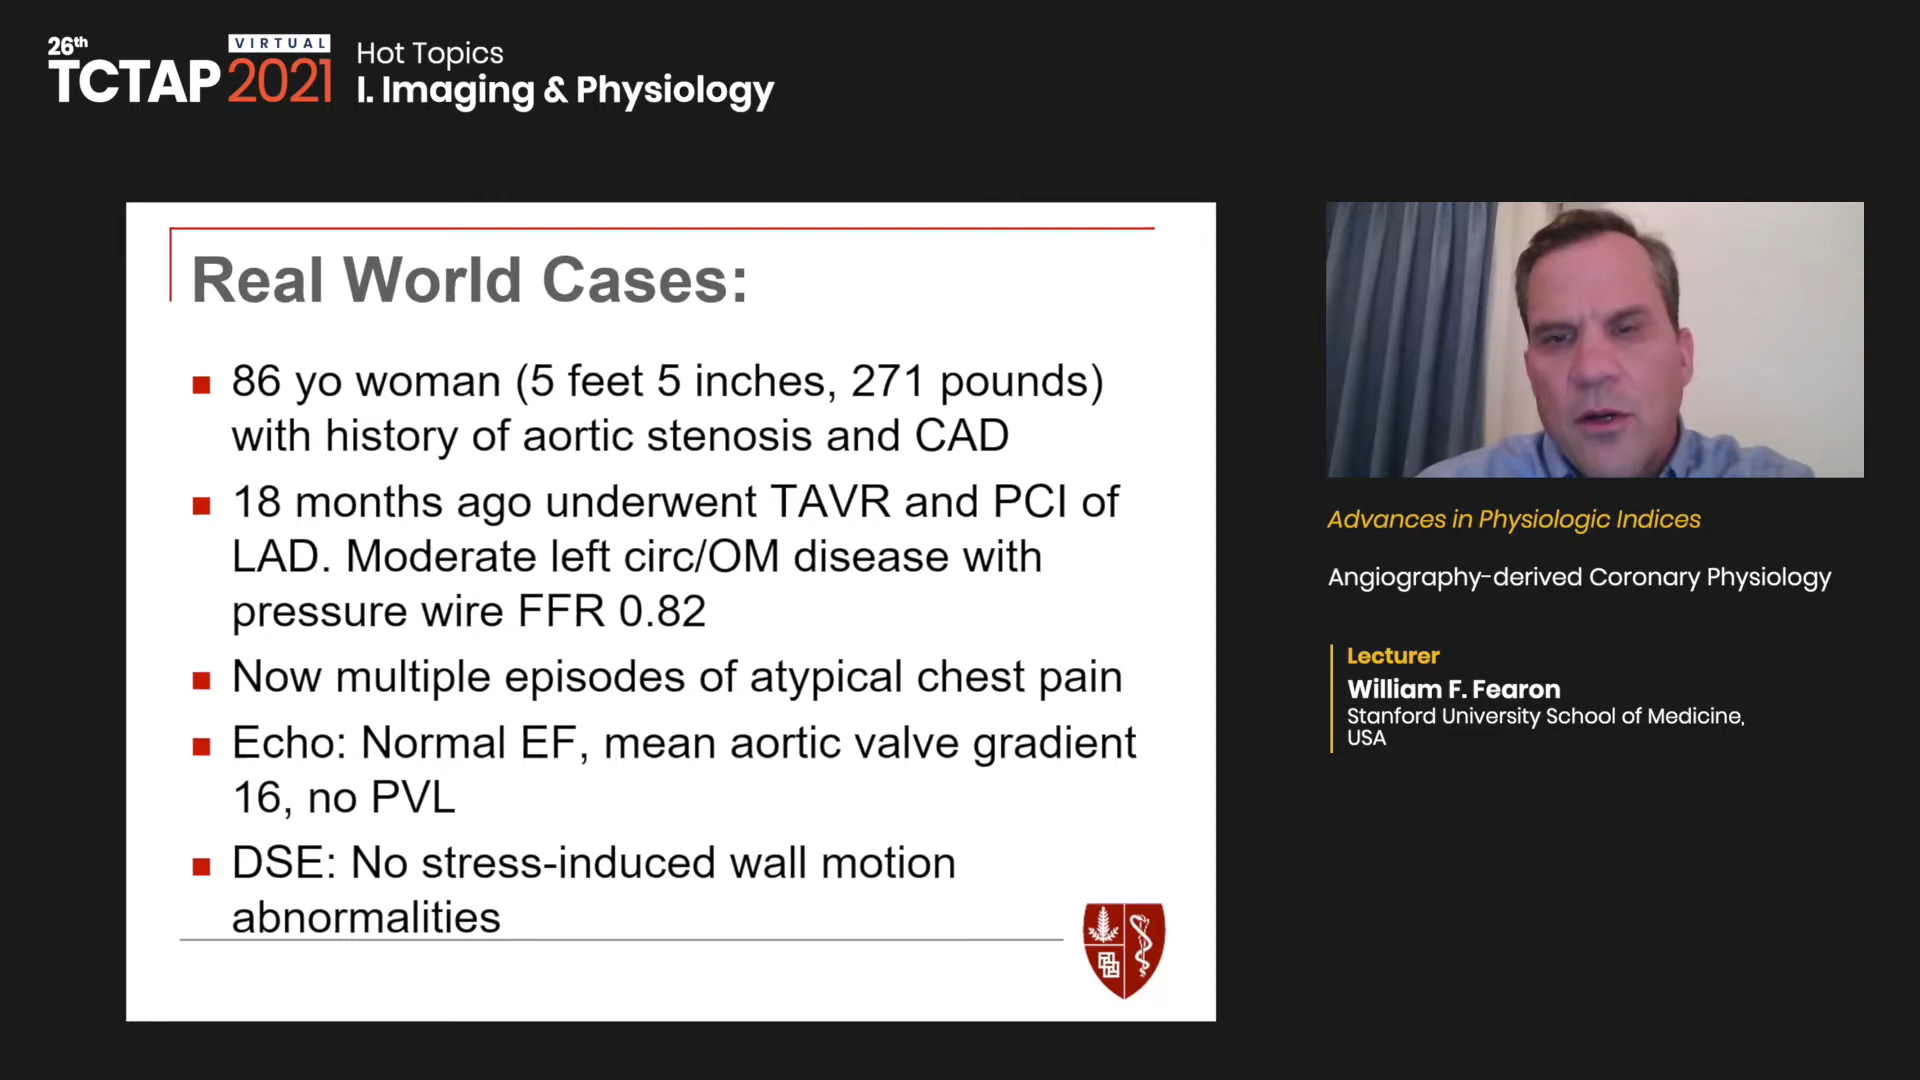 26th
VIRTUAL
TCTAP 2021
Hot Topics
I. Imaging & Physiology
Real World Cases:
86 yo woman (5 feet 5 inches, 271 pounds)
with history of aortic stenosis and CAD
18 months ago underwent TAVR and PCI of
LAD. Moderate left circ/OM disease with
pressure wire FFR 0.82
Now multiple episodes of atypical chest pain
Echo: Normal EF, mean aortic valve gradient
16, no PVL
DSE: No stress-induced wall motion
abnormalities
Advances in Physiologic Indices
Angiography-derived Coronary Physiology
Lecturer
William F. Fearon
Stanford University School of Medicine,
USA